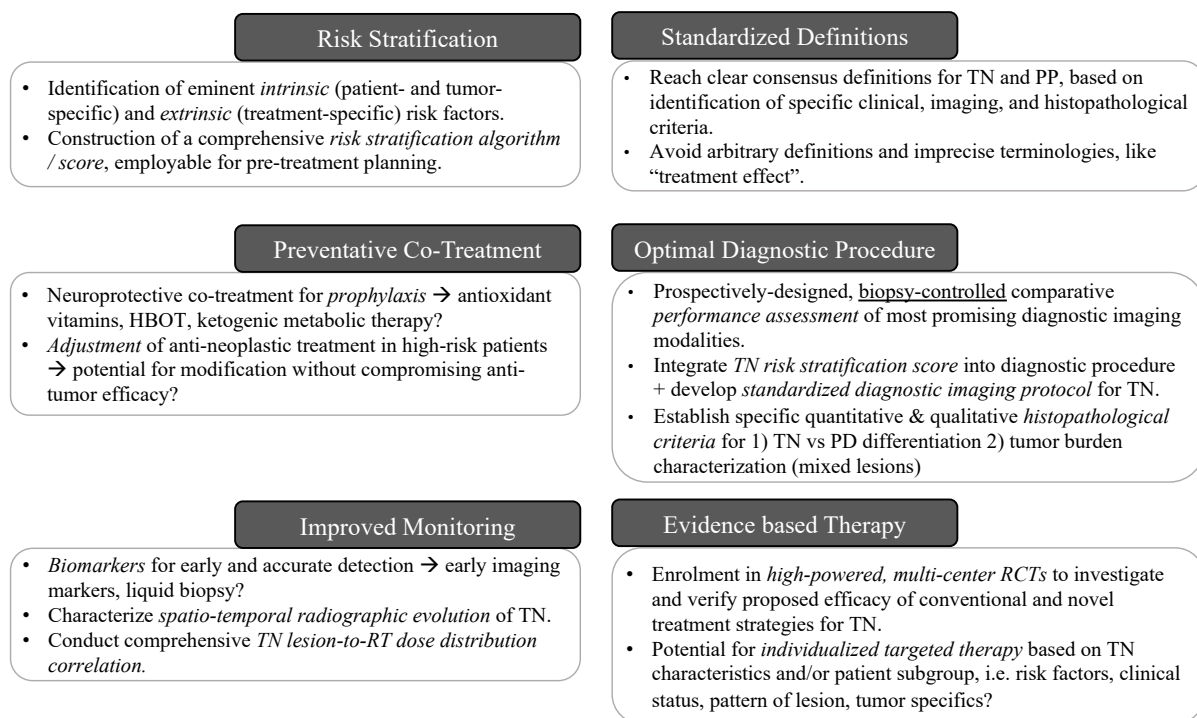 Risk Stratification
• Identification of eminent intrinsic (patient- and tumor-
specific) and extrinsic (treatment-specific) risk factors.
• Construction of a comprehensive risk stratification algorithm
/ score, employable for pre-treatment planning.
Standardized Definitions
• Reach clear consensus definitions for TN and PP, based on
identification of specific clinical, imaging, and histopathological
criteria.
• Avoid arbitrary definitions and imprecise terminologies, like
“treatment effect”.
Preventative Co-Treatment
• Neuroprotective co-treatment for prophylaxis → antioxidant
vitamins, HBOT, ketogenic metabolic therapy?
• Adjustment of anti-neoplastic treatment in high-risk patients
→ potential for modification without compromising anti-
tumor efficacy?
Optimal Diagnostic Procedure
• Prospectively-designed, biopsy-controlled comparative
performance assessment of most promising diagnostic imaging
modalities.
• Integrate TN risk stratification score into diagnostic procedure
+ develop standardized diagnostic imaging protocol for TN.
• Establish specific quantitative & qualitative histopathological
criteria for 1) TN vs PD differentiation 2) tumor burden
characterization (mixed lesions)
Improved Monitoring
• Biomarkers for early and accurate detection → early imaging
markers, liquid biopsy?
• Characterize spatio-temporal radiographic evolution of TN.
• Conduct comprehensive TN lesion-to-RT dose distribution
correlation.
Evidence based Therapy
• Enrolment in high-powered, multi-center RCTs to investigate
and verify proposed efficacy of conventional and novel
treatment strategies for TN.
• Potential for individualized targeted therapy based on TN
characteristics and/or patient subgroup, i.e. risk factors, clinical
status, pattern of lesion, tumor specifics?